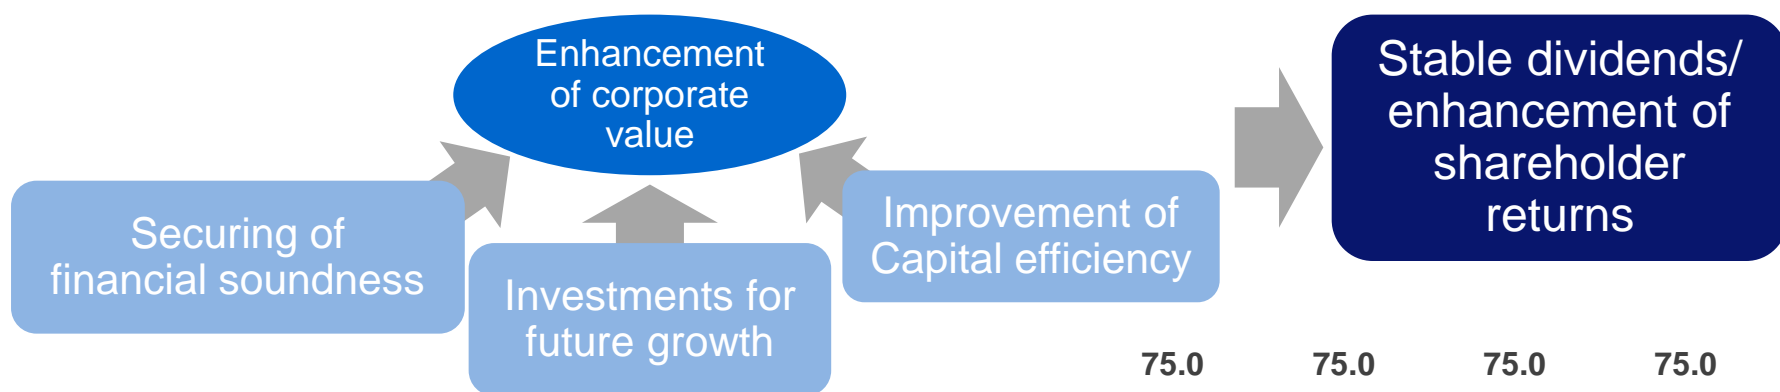 Enhancement
of corporate
value
Stable dividends/
enhancement of
shareholder
returns
Securing of
financial soundness
Investments for
future growth
Improvement of
Capital efficiency
75.0 75.0 75.0 75.0